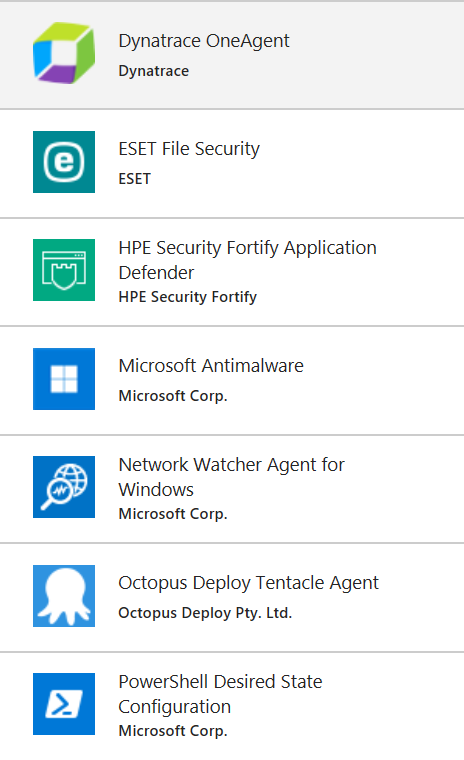 Dynatrace OneAgent
Dynatrace
ESET File Security
ESET
HPE Security Fortify Application
Defender
HPE Security Fortify
Microsoft Antimalware
Microsoft Corp.
Network Watcher Agent for
Windows
Microsoft Corp.
Octopus Deploy Tentacle Agent
Octopus Deploy Pty. Ltd.
PowerShell Desired State
Configuration
Microsoft Corp.